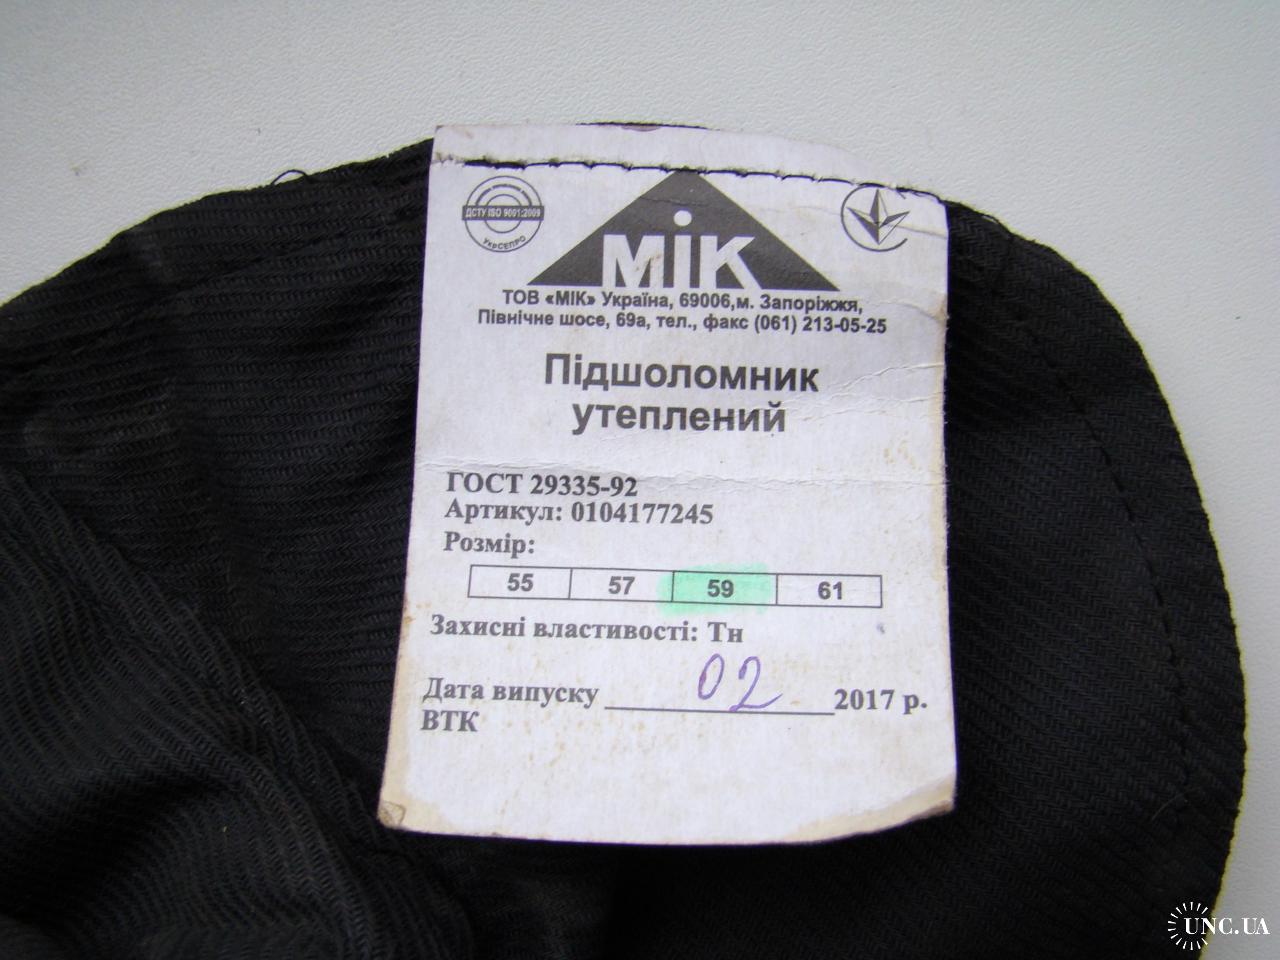 ДСТУ ISO 9001:2009
УкрСЕПРО
МіК
ТОВ «МІК» Україна, 69006,м. Запоріжжя,
Північне шосе, 69а, тел., факс (061) 213-05-25
Підшоломник
утеплений
ГОСТ 29335-92
Артикул: 0104177245
Розмір:
55 57 59 61
Захисні властивості: Тн
Дата випуску 02 2017 р.
ВТК
UNC.UA